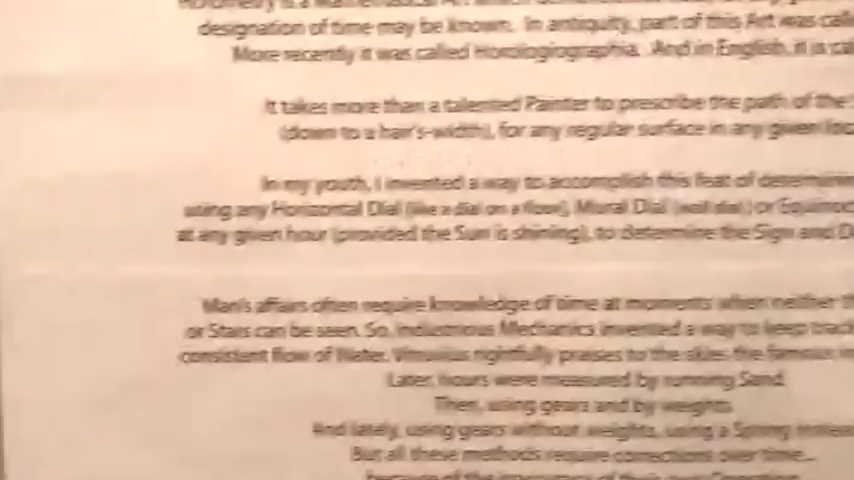 designation of time may be known. In antiquity, part of this Art was
More recently it was called Horologiographia. And in English, it is
It takes more than a talented Painter to prescribe the path of the
(down to a hair's-width), for any regular surface in any given
In my youth, I invented a way to accomplish this feat of
using any Horizontal Dial (like a dial on a floor), Mural Dial (wall dial) or
at any given hour (provided the Sun is shining), to determine the Sign and
Man's affairs often require knowledge of time at moments when neither
or Stars can be seen. So, industrious Mechanics invented a way to keep
consistent flow of Water. Vitruvius rightfully praises to the skies the famous
Later, hours were measured by running Sand.
Then, using gears and by weights.
And lately, using gears without weights, using a Spring
But all these methods require corrections over time...
because of the